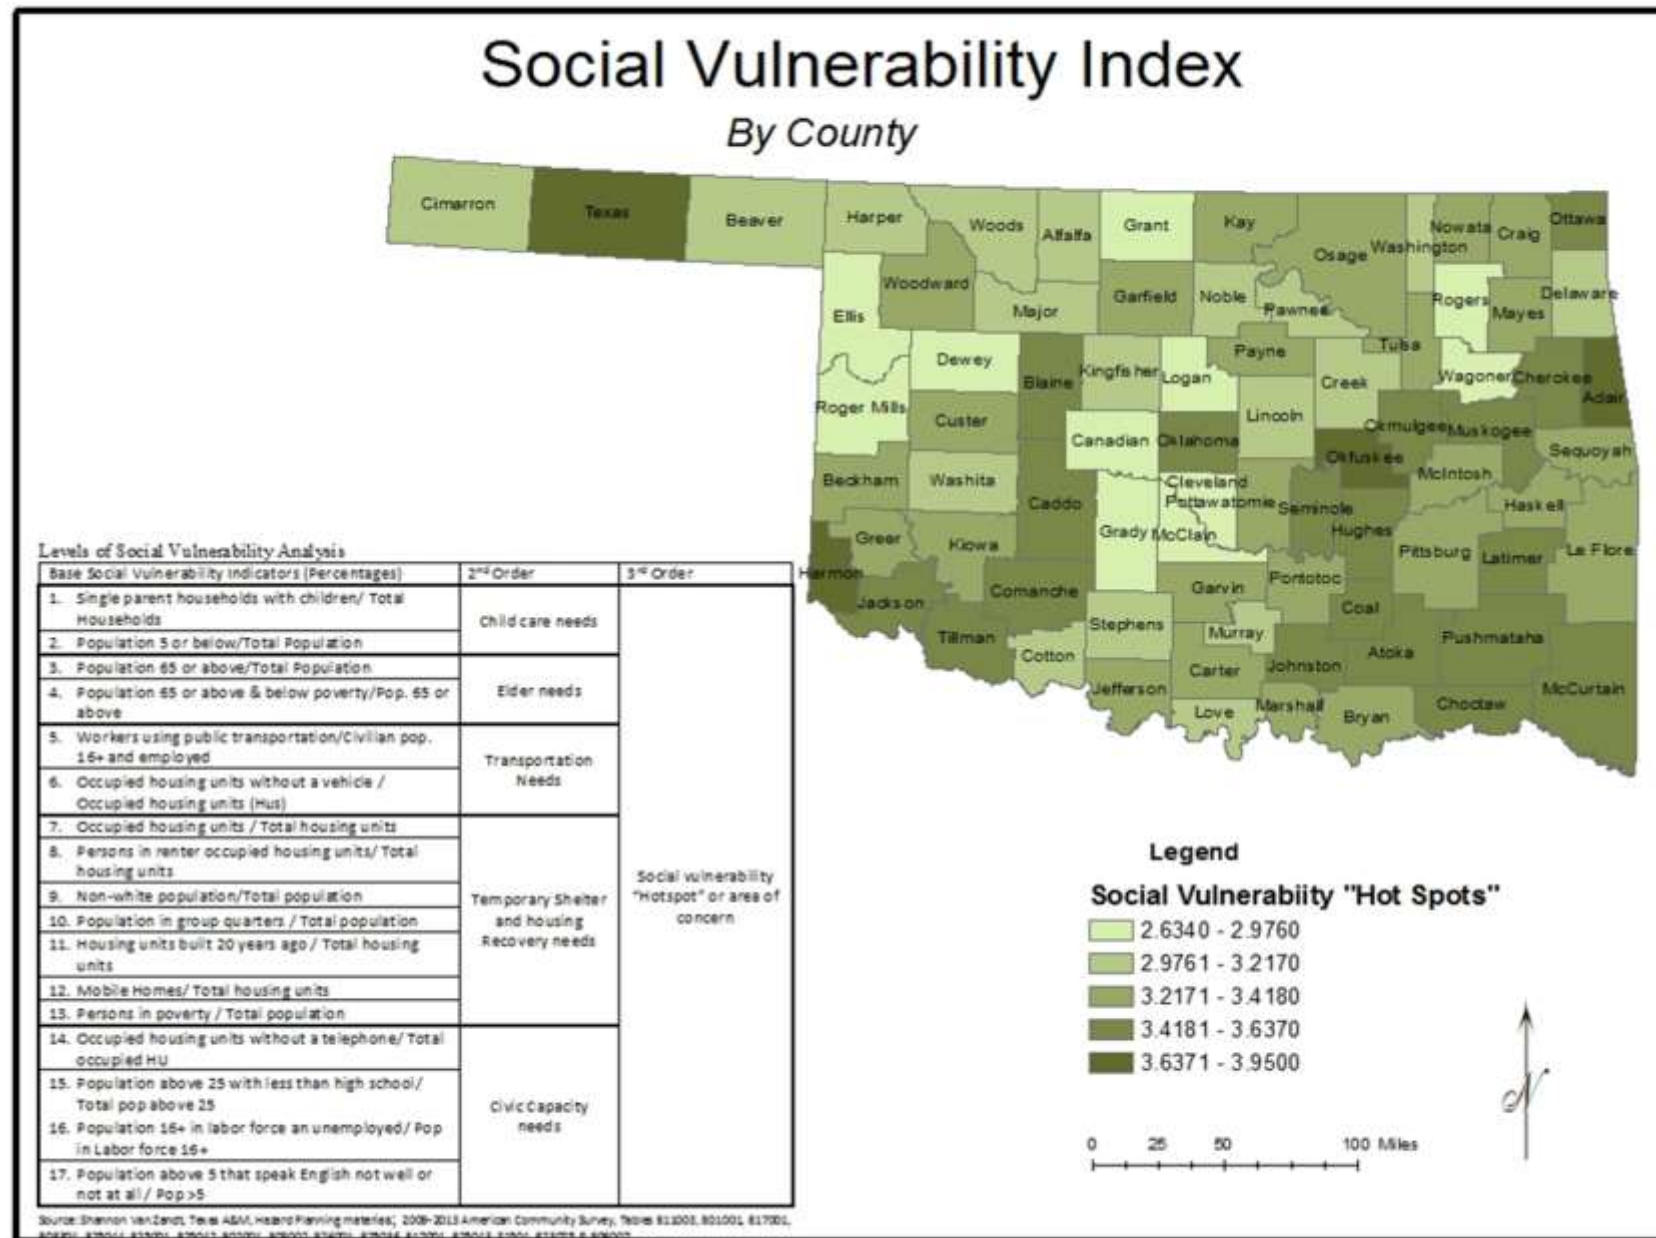 Social Vulnerability Index
By County
Cimarron
Texas
Beaver
Harper
Woods
Alfalfa
Grant
Kay
Osage
Washington
Nowata
Craig
Ottawa
Woodward
Ellis
Major
Garfield
Noble
Pawnee
Rogers
Mayes
Delaware
Dewey
Blaine
Kingfisher
Logan
Payne
Tulsa
Creek
Wagoner
Cherokee
Adair
Roger Mills
Custer
Canadian
Oklahoma
Lincoln
Okmulgee
Muskogee
Okfuskee
Sequoyah
McIntosh
Beckham
Washita
Caddo
Cleveland
Pottawatomie
Seminole
Haskell
Hughes
Greer
Kiowa
Grady
McClain
Pittsburg
Latimer
Le Flore
Harmon
Jackson
Comanche
Garvin
Pontotoc
Coal
Tillman
Stephens
Murray
Cotton
Carter
Johnston
Atoka
Pushmataha
Jefferson
Love
Marshall
Bryan
Choctaw
McCurtain
Levels of Social Vulnerability Analysis
Base Social Vulnerability Indicators (Percentages)
2nd Order
3rd Order
1. Single parent households with children/ Total
Households
2. Population 5 or below/Total Population
Child care needs
3. Population 65 or above/Total Population
4. Population 65 or above & below poverty/Pop. 65 or
above
Elder needs
5. Workers using public transportation/Civilian pop.
16+ and employed
6. Occupied housing units without a vehicle /
Occupied housing units (Hus)
Transportation
Needs
7. Occupied housing units / Total housing units
8. Persons in renter occupied housing units/ Total
housing units
9. Non-white population/Total population
10. Population in group quarters / Total population
11. Housing units built 20 years ago / Total housing
units
12. Mobile Homes/ Total housing units
13. Persons in poverty / Total population
Temporary Shelter
and housing
Recovery needs
14. Occupied housing units without a telephone/ Total
occupied HU
15. Population above 25 with less than high school/
Total pop above 25
16. Population 16+ in labor force an unemployed/ Pop
in Labor force 16+
17. Population above 5 that speak English not well or
not at all / Pop >5
Civic Capacity
needs
Social vulnerability
"Hotspot" or area of
concern
Source: Shannon Van Zandt, Texas A&M, Hazard Planning materials; 2009-2013 American Community Survey, Tables
Legend
Social Vulnerabiity "Hot Spots"
2.6340 - 2.9760
2.9761 - 3.2170
3.2171 - 3.4180
3.4181 - 3.6370
3.6371 - 3.9500
N
0 25 50 100 Miles